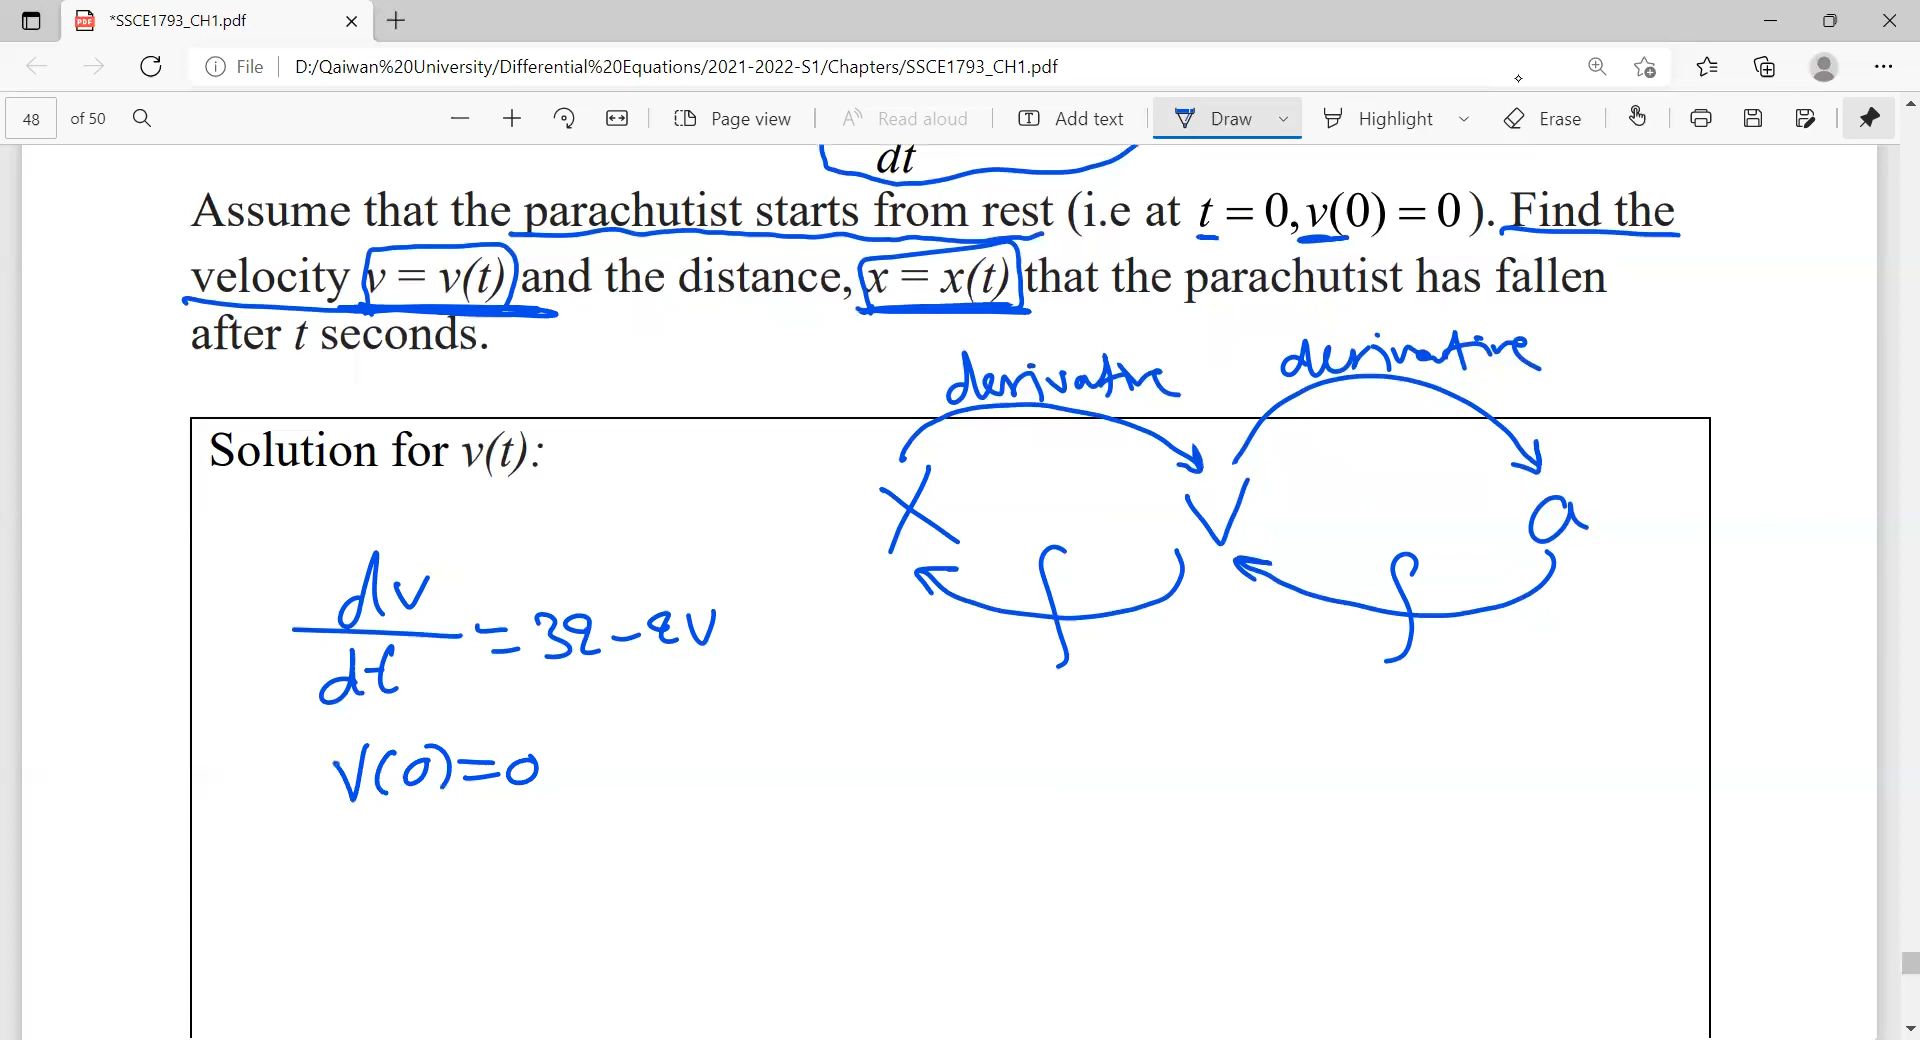 *SSCE1793_CH1.pdf
File
D:/Qaiwan%20University/Differential%20Equations/2021-2022-S1/Chapters/SSCE1793_CH1.pdf
48 of 50
Page view
Read aloud
Add text
Draw
Highlight
Erase
dt
Assume that the parachutist starts from rest (i.e at t = 0, v(0) = 0 ). Find the
velocity v = v(t) and the distance, x = x(t) that the parachutist has fallen
after t seconds.
derivative derivative
Solution for v(t):
X V a
∫ ∫
dv/dt = 32 - 2v
V(0)=0